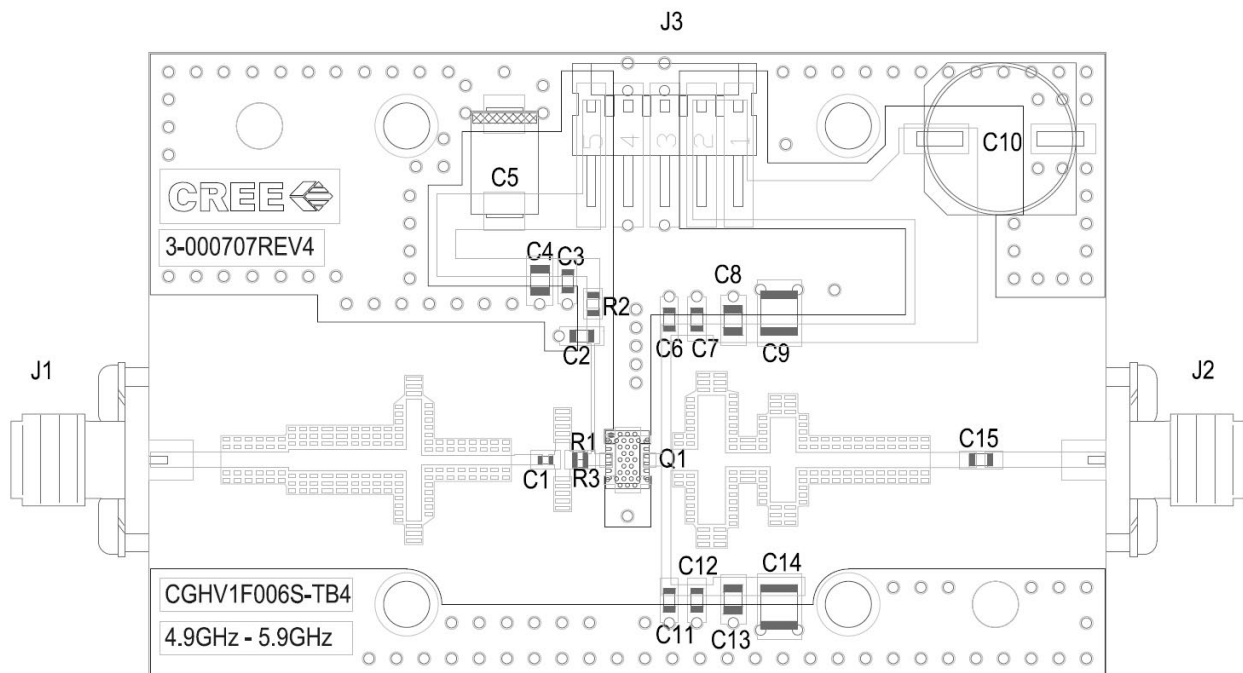 J3
5 4 3 2 1
C10
C5
CREE
3-000707REV4
C4 C3
R2
C8
C2
C6 C7 C9
J1
J2
R1
C1 R3
Q1
C15
C12 C14
CGHV1F006S-TB4
C11 C13
4.9GHz - 5.9GHz